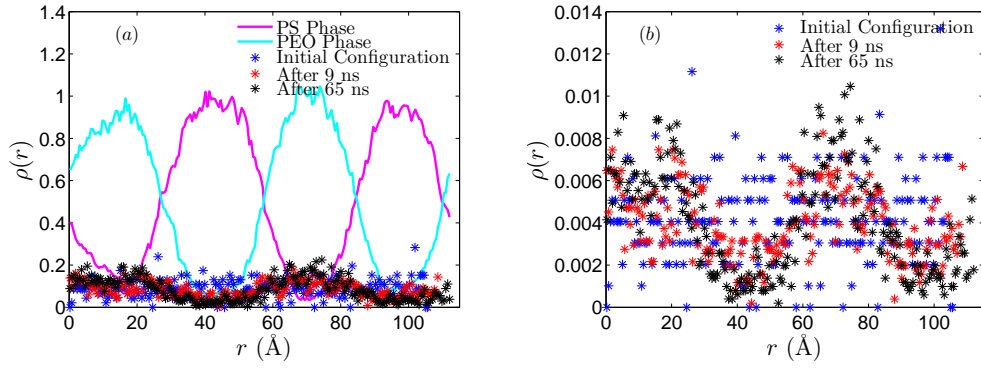 (a)
PS Phase
PEO Phase
Initial Configuration
After 9 ns
After 65 ns
1.4
1.2
1
0.8
0.6
0.4
0.2
0
0 20 40 60 80 100
ρ(r)
r (Å)
(b)
Initial Configuration
After 9 ns
After 65 ns
0.014
0.012
0.01
0.008
0.006
0.004
0.002
0
0 20 40 60 80 100
ρ(r)
r (Å)